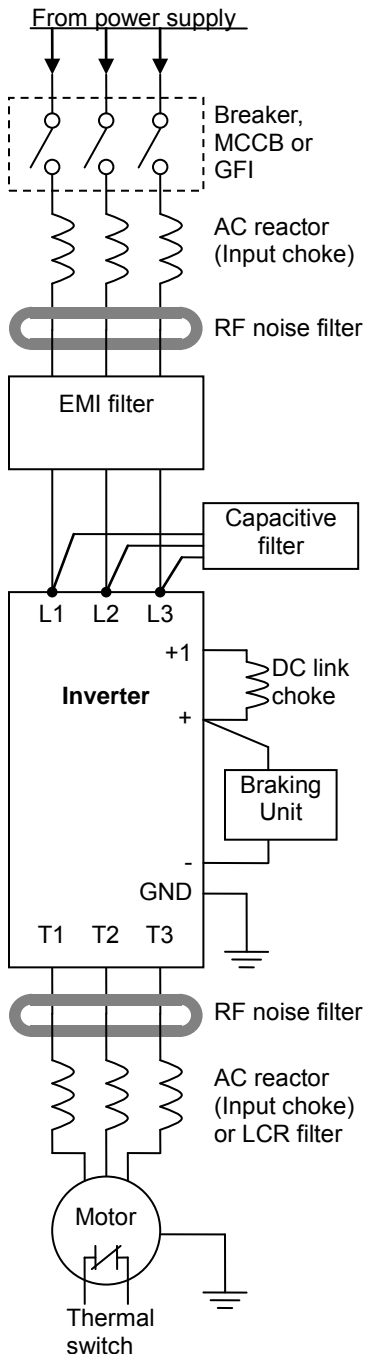 From power supply
Breaker,
MCCB or
GFI
AC reactor
(Input choke)
RF noise filter
EMI filter
Capacitive
filter
L1 L2 L3
+1
DC link
choke
Inverter
+
Braking
Unit
-
GND
T1 T2 T3
RF noise filter
AC reactor
(Input choke)
or LCR filter
Motor
Thermal
switch